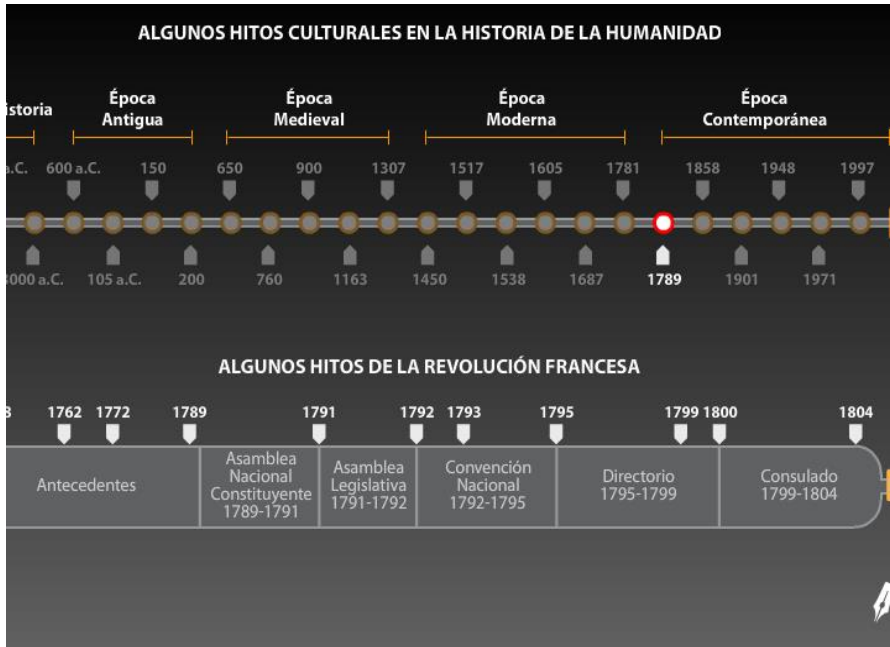 ALGUNOS HITOS CULTURALES EN LA HISTORIA DE LA HUMANIDAD
istoria
Época
Antigua
Época
Medieval
Época
Moderna
Época
Contemporánea
a.C. 600 a.C. 150 650 900 1307 1517 1605 1781 1858 1948 1997
3000 a.C. 105 a.C. 200 760 1163 1450 1538 1687 1789 1901 1971
ALGUNOS HITOS DE LA REVOLUCIÓN FRANCESA
1762 1772 1789 1791 1792 1793 1795 1799 1800 1804
Antecedentes
Asamblea
Nacional
Constituyente
1789-1791
Asamblea
Legislativa
1791-1792
Convención
Nacional
1792-1795
Directorio
1795-1799
Consulado
1799-1804